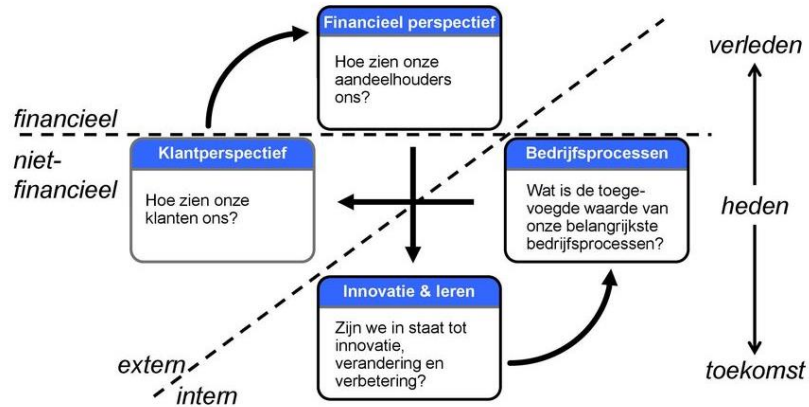 Financieel perspectief
Hoe zien onze
aandeelhouders
ons?
verleden
financieel
niet-
financieel
Klantperspectief
Hoe zien onze
klanten ons?
Bedrijfsprocessen
Wat is de toege-
voegde waarde van
onze belangrijkste
bedrijfsprocessen?
heden
Innovatie & leren
Zijn we in staat tot
innovatie,
verandering en
verbetering?
extern
intern
toekomst